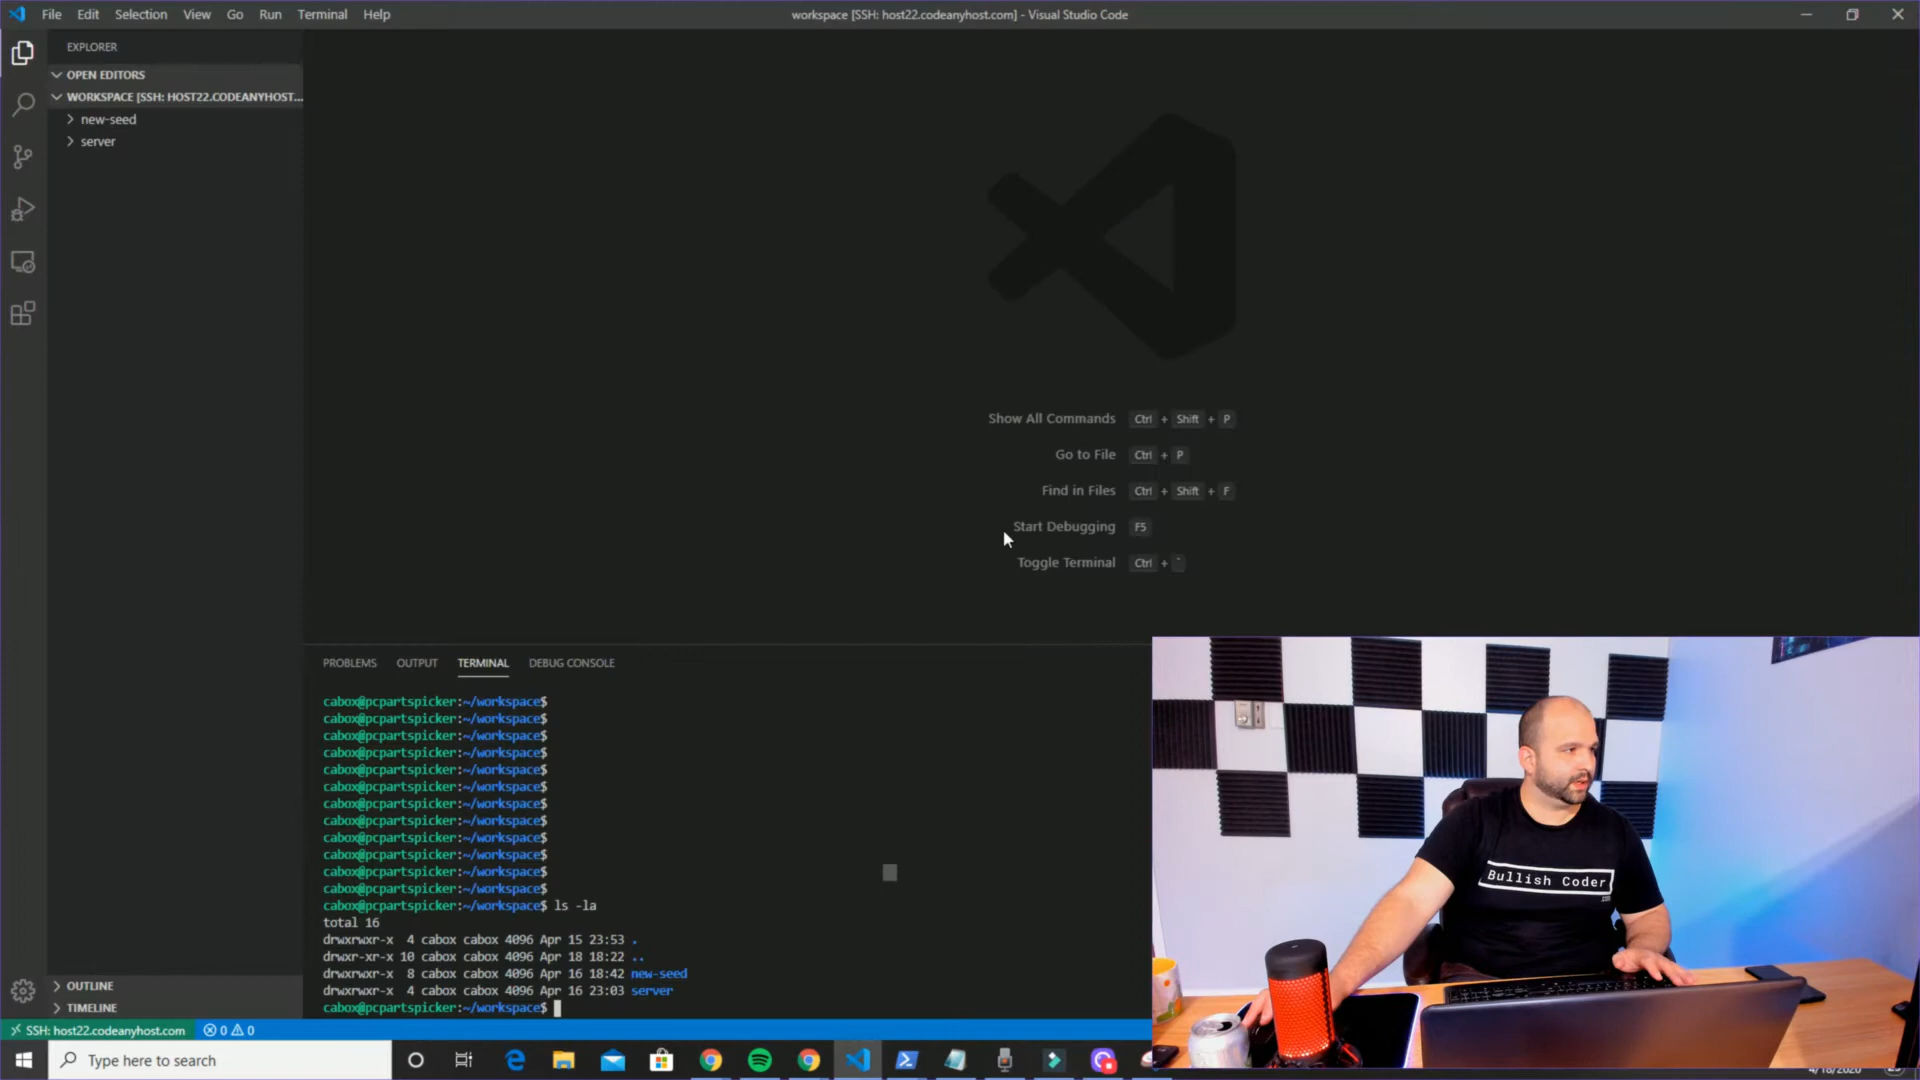 File Edit Selection View Go Run Terminal Help
workspace [SSH: host22.codeanyhost.com] - Visual Studio Code
EXPLORER
OPEN EDITORS
WORKSPACE [SSH: HOST22.CODEANYHOST...
new-seed
server
Show All Commands Ctrl + Shift + P
Go to File Ctrl + P
Find in Files Ctrl + Shift + F
Start Debugging F5
Toggle Terminal Ctrl + `
PROBLEMS OUTPUT TERMINAL DEBUG CONSOLE
cabox@pcpartspicker:~/workspace$
cabox@pcpartspicker:~/workspace$
cabox@pcpartspicker:~/workspace$
cabox@pcpartspicker:~/workspace$
cabox@pcpartspicker:~/workspace$
cabox@pcpartspicker:~/workspace$
cabox@pcpartspicker:~/workspace$
cabox@pcpartspicker:~/workspace$
cabox@pcpartspicker:~/workspace$
cabox@pcpartspicker:~/workspace$
cabox@pcpartspicker:~/workspace$
cabox@pcpartspicker:~/workspace$
cabox@pcpartspicker:~/workspace$ ls -la
total 16
drwxrwxr-x 4 cabox cabox 4096 Apr 15 23:53 .
drwxr-xr-x 10 cabox cabox 4096 Apr 18 18:22 ..
drwxrwxr-x 8 cabox cabox 4096 Apr 16 18:42 new-seed
drwxrwxr-x 4 cabox cabox 4096 Apr 16 23:03 server
cabox@pcpartspicker:~/workspace$
OUTLINE
TIMELINE
SSH: host22.codeanyhost.com 0 0
Type here to search
Bullish Coder
.com
4/18/2020